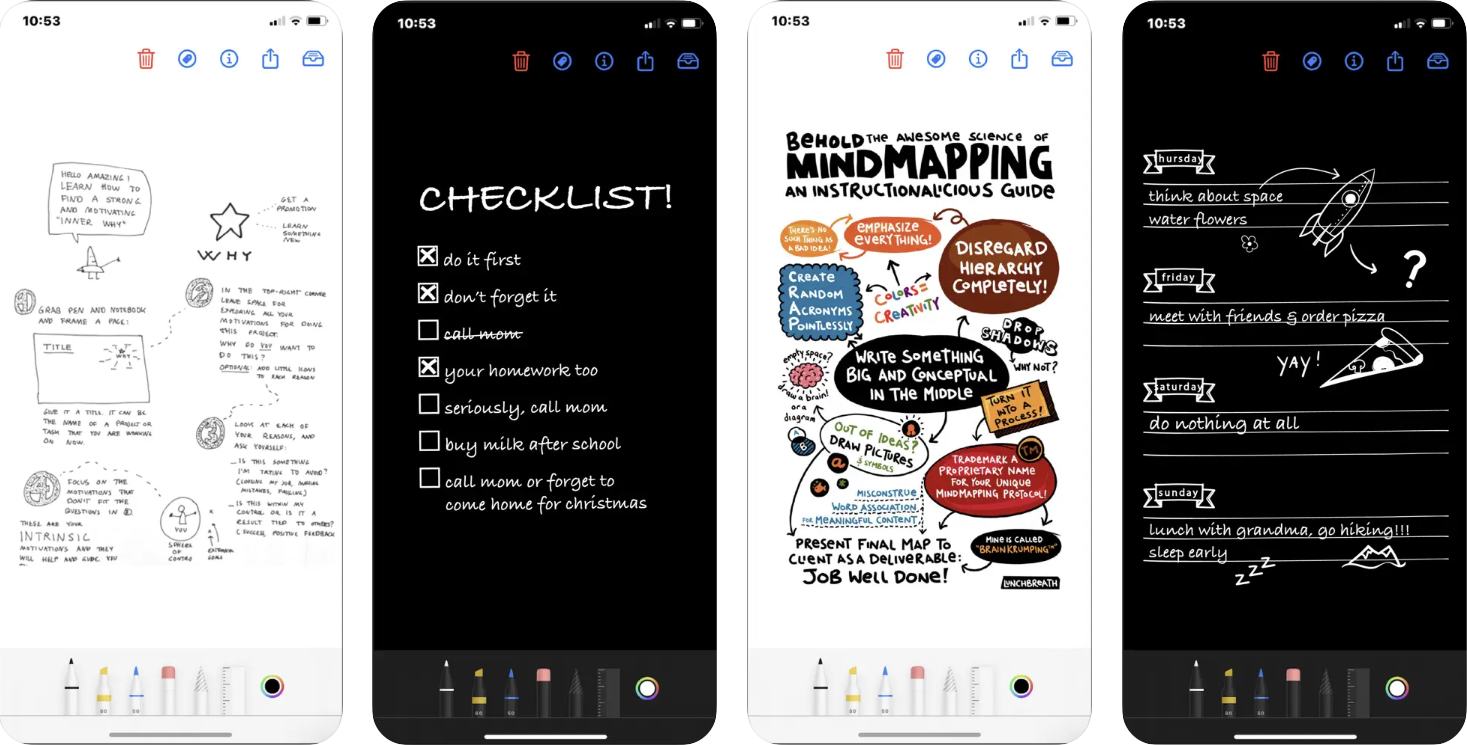 10:53
HELLO AMAZING!
LEARN HOW TO
FIND A STRONG
AND MOTIVATING
"INNER WHY"
GET A
PROMOTION
LEARN
SOMETHING
NEW
WHY
GRAB PEN AND NOTEBOOK
AND FRAME A PAGE:
TITLE
WHY
GIVE IT A TITLE. IT CAN BE
THE NAME OF A PROJECT OR
TASK THAT YOU ARE WORKING
ON NOW.
IN THE TOP-RIGHT CORNER
LEAVE SPACE FOR
EXPLORING ALL YOUR
MOTIVATIONS FOR DOING
THIS PROJECT.
WHY DO YOU WANT TO
DO THIS?
OPTIONAL: ADD LITTLE ICONS
TO EACH REASON
3
LOOK AT EACH OF
YOUR REASONS, AND
ASK YOURSELF:
IS THIS SOMETHING
I'M TRYING TO AVOID?
(LOOSING MY JOB, MAKING
MISTAKES, FAILING)
IS THIS WITHIN MY
CONTROL OR IS IT A
RESULT TIED TO OTHERS?
(SUCCESS, POSITIVE FEEDBACK
FOCUS ON THE
MOTIVATIONS THAT
DON'T FIT THE
QUESTIONS IN
THESE ARE YOUR
INTRINSIC
MOTIVATIONS AND THEY
WILL HELP AND GUIDE YOU
YOU
SPHERE
OF
CONTRO
EXTERNAL
GOALS
10:53
CHECKLIST!
do it first
don't forget it
call mom
your homework too
seriously, call mom
buy milk after school
call mom or forget to
come home for christmas
10:53
BEHOLD THE AWESOME SCIENCE OF
MINDMAPPING
AN INSTRUCTIONALICIOUS GUIDE
THERE'S NO
SUCH THING AS
A BAD IDEA!
EMPHASIZE
EVERYTHING!
DISREGARD
HIERARCHY
COMPLETELY!
CREATE
RANDOM
ACRONYMS
POINTLESSLY
COLORS=
CREATIVITY
DROP
SHADOWS
WHY NOT?
empty space?
draw a brain!
or a
diagram
A
B
WRITE SOMETHING
BIG AND CONCEPTUAL
IN THE MIDDLE
TURN IT
INTO A
PROCESS!
OUT OF IDEAS?
DRAW PICTURES
& SYMBOLS
a
TM
TRADEMARK A
PROPRIETARY NAME
FOR YOUR UNIQUE
MINDMAPPING PROTOCOL!
MISCONSTRUE
WORD ASSOCIATION
FOR MEANINGFUL CONTENT
PRESENT FINAL MAP TO
CLIENT AS A DELIVERABLE:
JOB WELL DONE!
MINE IS CALLED
"BRAINKRUMPING™"
LUNCHBREATH
10:53
hursday
think about space
water flowers
?
friday
meet with friends & order pizza
YAY!
saturday
do nothing at all
sunday
lunch with grandma, go hiking!!!
sleep early
zzz
80
50
80
50
80
50
80
50